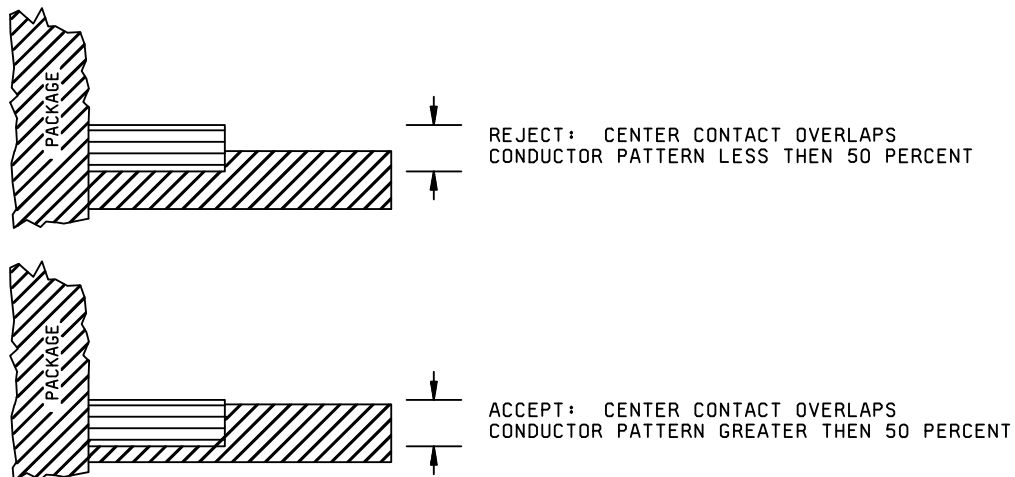 PACKAGE
REJECT: CENTER CONTACT OVERLAPS
CONDUCTOR PATTERN LESS THEN 50 PERCENT
PACKAGE
ACCEPT: CENTER CONTACT OVERLAPS
CONDUCTOR PATTERN GREATER THEN 50 PERCENT